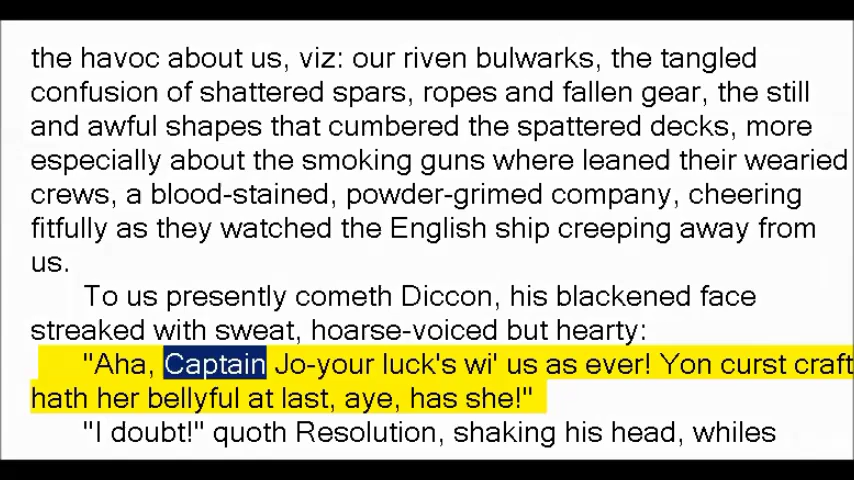 the havoc about us, viz: our riven bulwarks, the tangled
confusion of shattered spars, ropes and fallen gear, the still
and awful shapes that cumbered the spattered decks, more
especially about the smoking guns where leaned their wearied
crews, a blood-stained, powder-grimed company, cheering
fitfully as they watched the English ship creeping away from
us.
To us presently cometh Diccon, his blackened face
streaked with sweat, hoarse-voiced but hearty:
"Aha, Captain Jo-your luck's wi' us as ever! Yon curst craft
hath her bellyful at last, aye, has she!"
"I doubt!" quoth Resolution, shaking his head, whiles